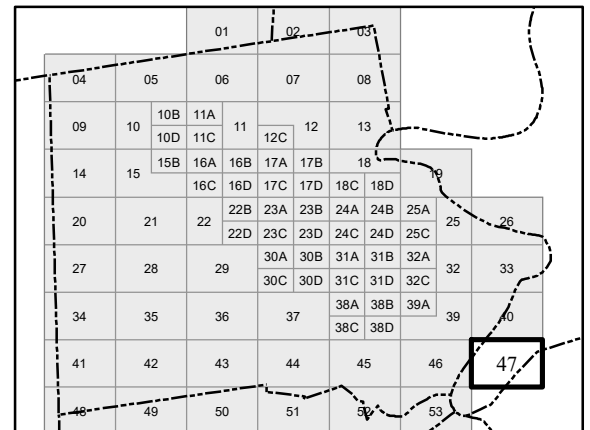 01 02 03
04 05 06 07 08
09 10 10B 11A 11 12 13
10D 11C 12C
14 15 15B 16A 16B 17A 17B 18 19
16C 16D 17C 17D 18C 18D
20 21 22 22B 23A 23B 24A 24B 25A 25 26
22D 23C 23D 24C 24D 25C
27 28 29 30A 30B 31A 31B 32A 32 33
30C 30D 31C 31D 32C
34 35 36 37 38A 38B 39A 39 40
38C 38D
41 42 43 44 45 46 47
48 49 50 51 52 53